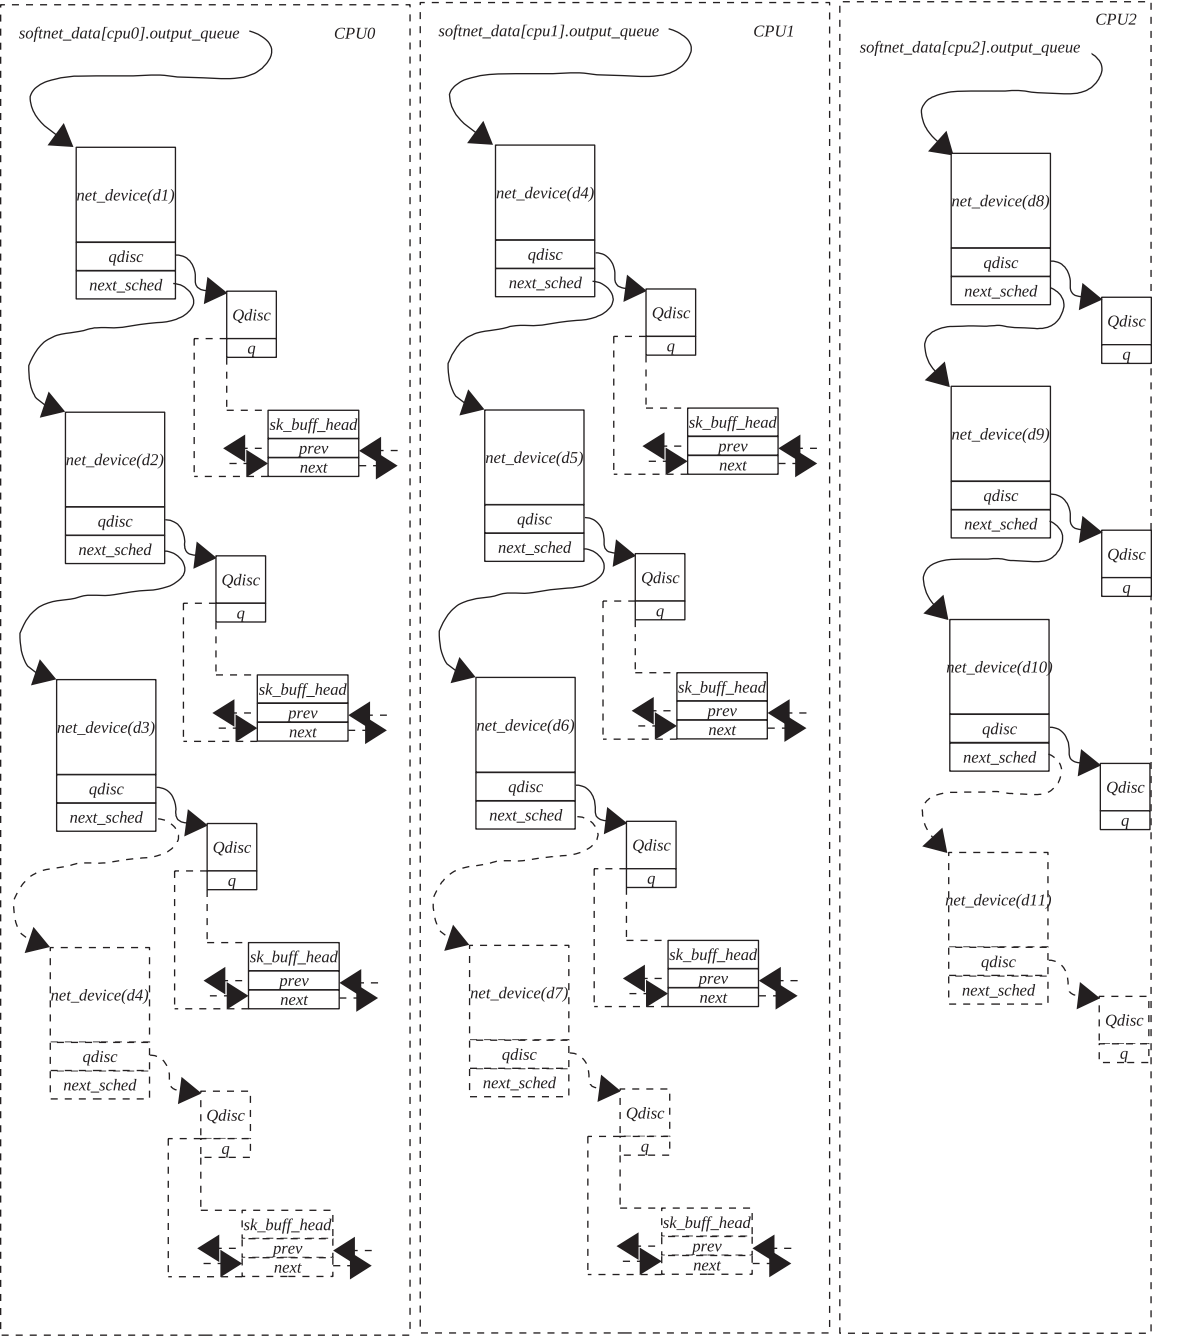 softnet_data[cpu0].output_queue
CPU0
net_device(d1)
qdisc
next_sched
Qdisc
q
sk_buff_head
prev
next
net_device(d2)
qdisc
next_sched
Qdisc
q
sk_buff_head
prev
next
net_device(d3)
qdisc
next_sched
Qdisc
q
sk_buff_head
prev
next
net_device(d4)
qdisc
next_sched
Qdisc
q
sk_buff_head
prev
next
softnet_data[cpu1].output_queue
CPU1
net_device(d4)
qdisc
next_sched
Qdisc
q
sk_buff_head
prev
next
net_device(d5)
qdisc
next_sched
Qdisc
q
sk_buff_head
prev
next
net_device(d6)
qdisc
next_sched
Qdisc
q
sk_buff_head
prev
next
net_device(d7)
qdisc
next_sched
Qdisc
q
sk_buff_head
prev
next
CPU2
softnet_data[cpu2].output_queue
net_device(d8)
qdisc
next_sched
Qdisc
q
net_device(d9)
qdisc
next_sched
Qdisc
q
net_device(d10)
qdisc
next_sched
Qdisc
q
net_device(d11)
qdisc
next_sched
Qdisc
q